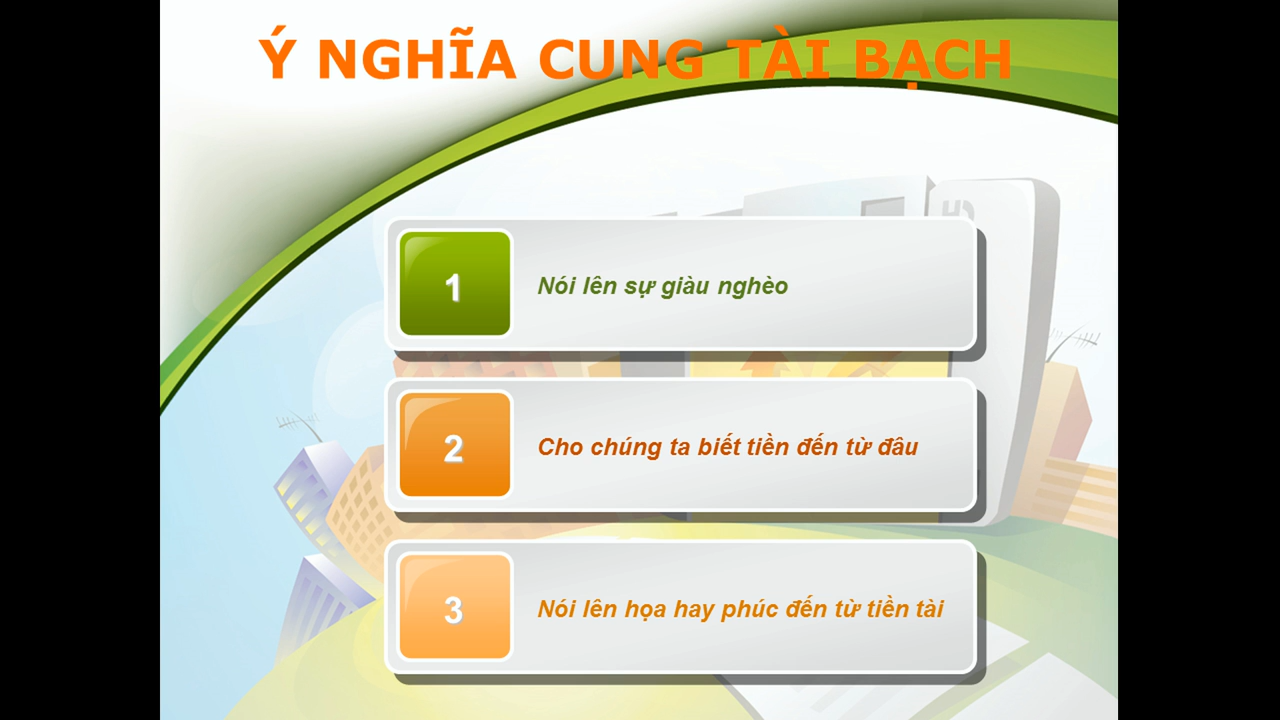 Ý NGHĨA CUNG TÀI BẠCH
1
Nói lên sự giàu nghèo
2
Cho chúng ta biết tiền đến từ đâu
3
Nói lên họa hay phúc đến từ tiền tài